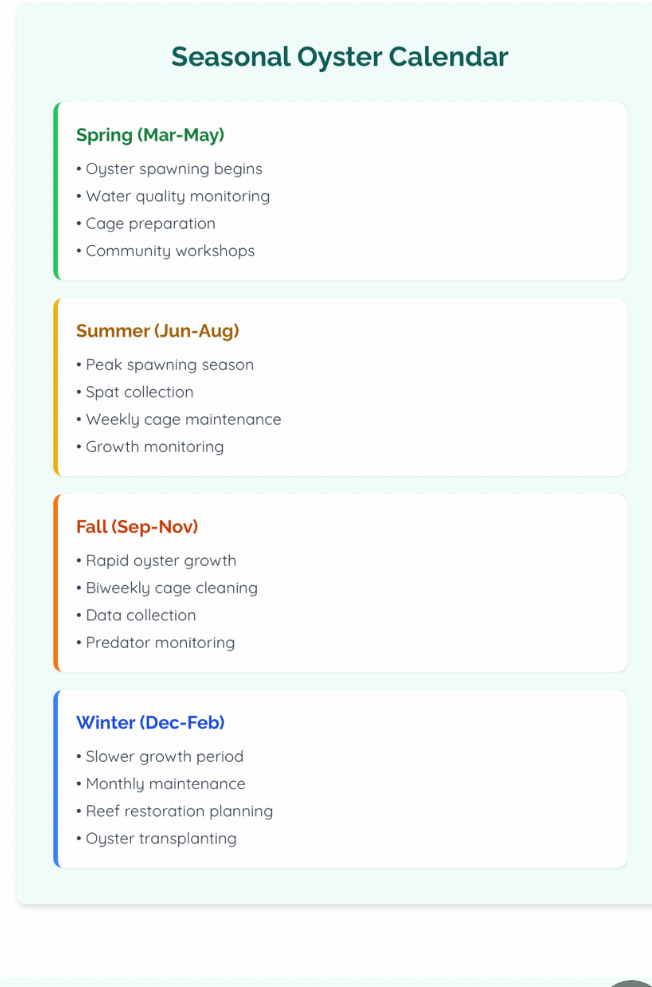 Seasonal Oyster Calendar
Spring (Mar-May)
• Oyster spawning begins
• Water quality monitoring
• Cage preparation
• Community workshops
Summer (Jun-Aug)
• Peak spawning season
• Spat collection
• Weekly cage maintenance
• Growth monitoring
Fall (Sep-Nov)
• Rapid oyster growth
• Biweekly cage cleaning
• Data collection
• Predator monitoring
Winter (Dec-Feb)
• Slower growth period
• Monthly maintenance
• Reef restoration planning
• Oyster transplanting